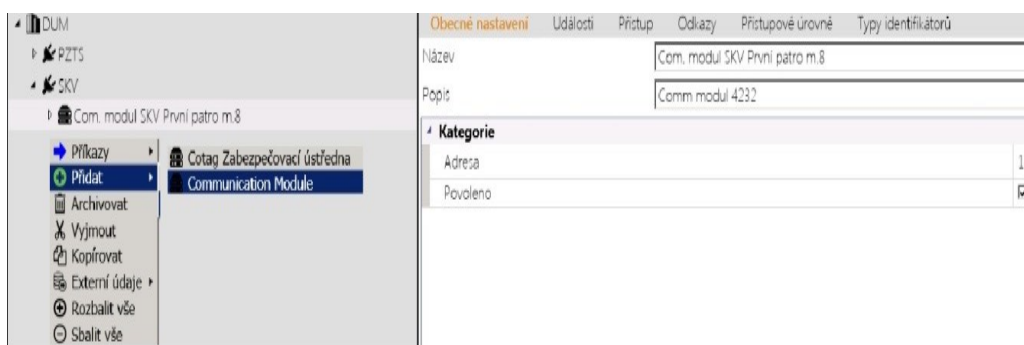 DUM
PZTS
SKV
Com. modul SKV První patro m.8
Příkazy
Přidat
Archivovat
Vyjmout
Kopírovat
Externí údaje
Rozbalit vše
Sbalit vše
Cotag Zabezpečovací ústředna
Communication Module
Obecné nastavení Události Přístup Odkazy Přístupové úrovně Typy identifikátorů
Název Com. modul SKV První patro m.8
Popis Comm modul 4232
Kategorie
Adresa 1
Povoleno